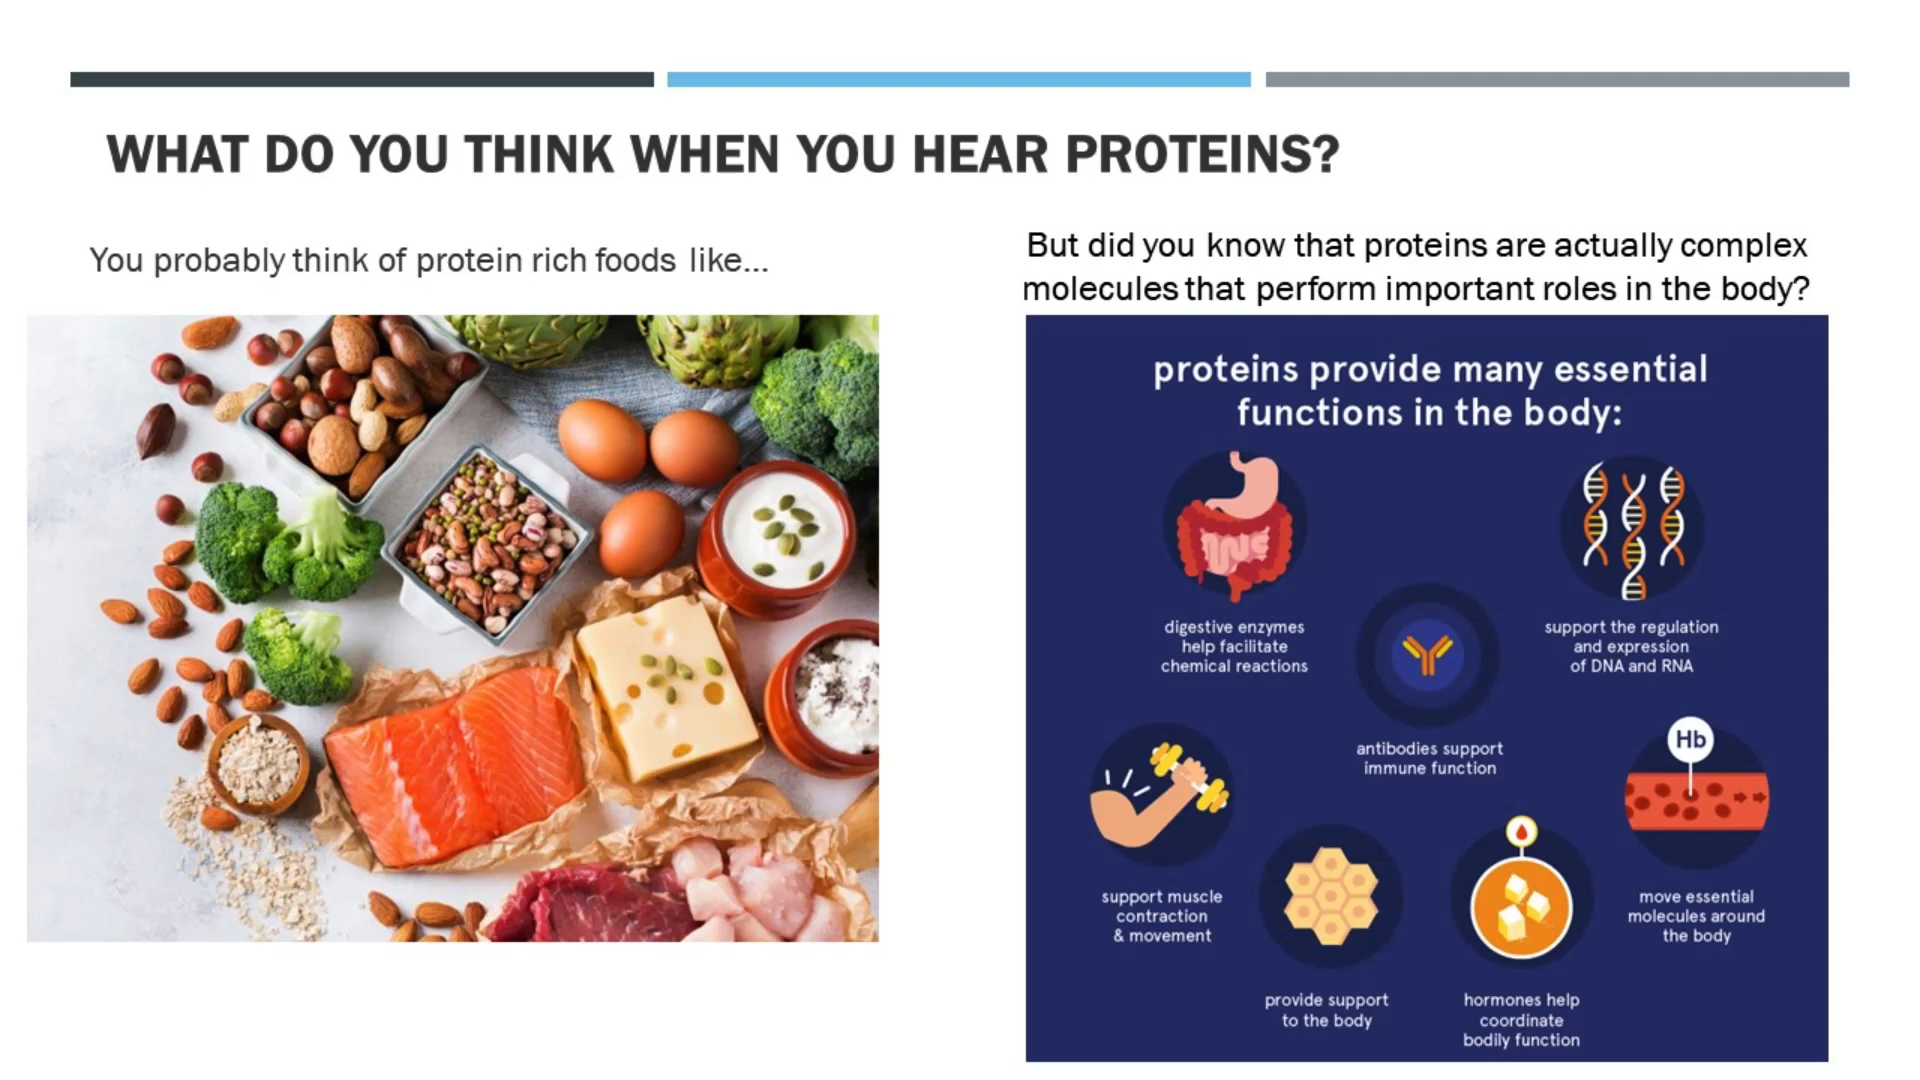 WHAT DO YOU THINK WHEN YOU HEAR PROTEINS?
You probably think of protein rich foods like...
But did you know that proteins are actually complex
molecules that perform important roles in the body?
proteins provide many essential
functions in the body:
digestive enzymes
help facilitate
chemical reactions
support the regulation
and expression
of DNA and RNA
antibodies support
immune function
Hb
support muscle
contraction
& movement
move essential
molecules around
the body
provide support
to the body
hormones help
coordinate
bodily function